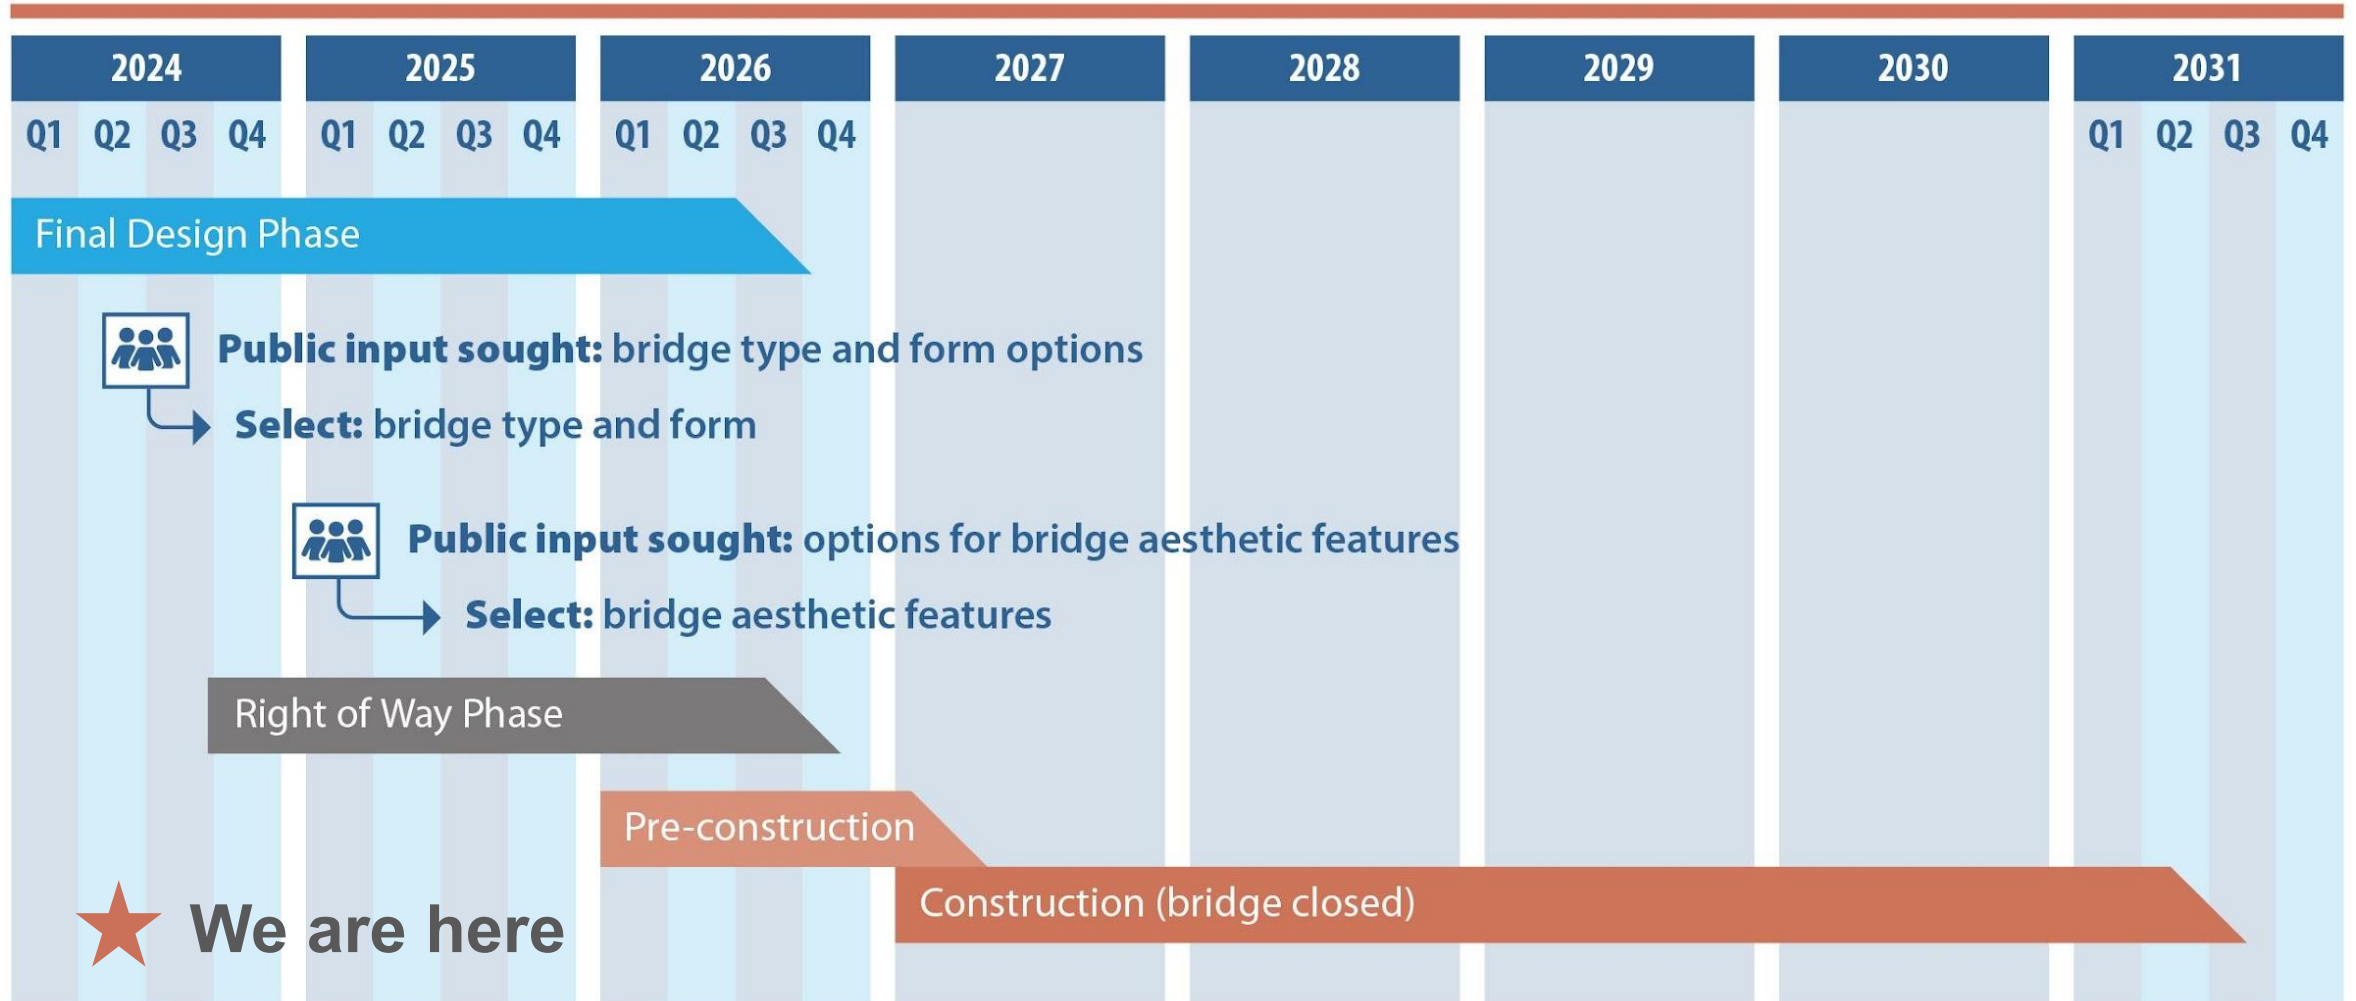 2024 2025 2026 2027 2028 2029 2030 2031
Q1 Q2 Q3 Q4 Q1 Q2 Q3 Q4 Q1 Q2 Q3 Q4 Q1 Q2 Q3 Q4
Final Design Phase
Public input sought: bridge type and form options
Select: bridge type and form
Public input sought: options for bridge aesthetic features
Select: bridge aesthetic features
Right of Way Phase
Pre-construction
Construction (bridge closed)
We are here